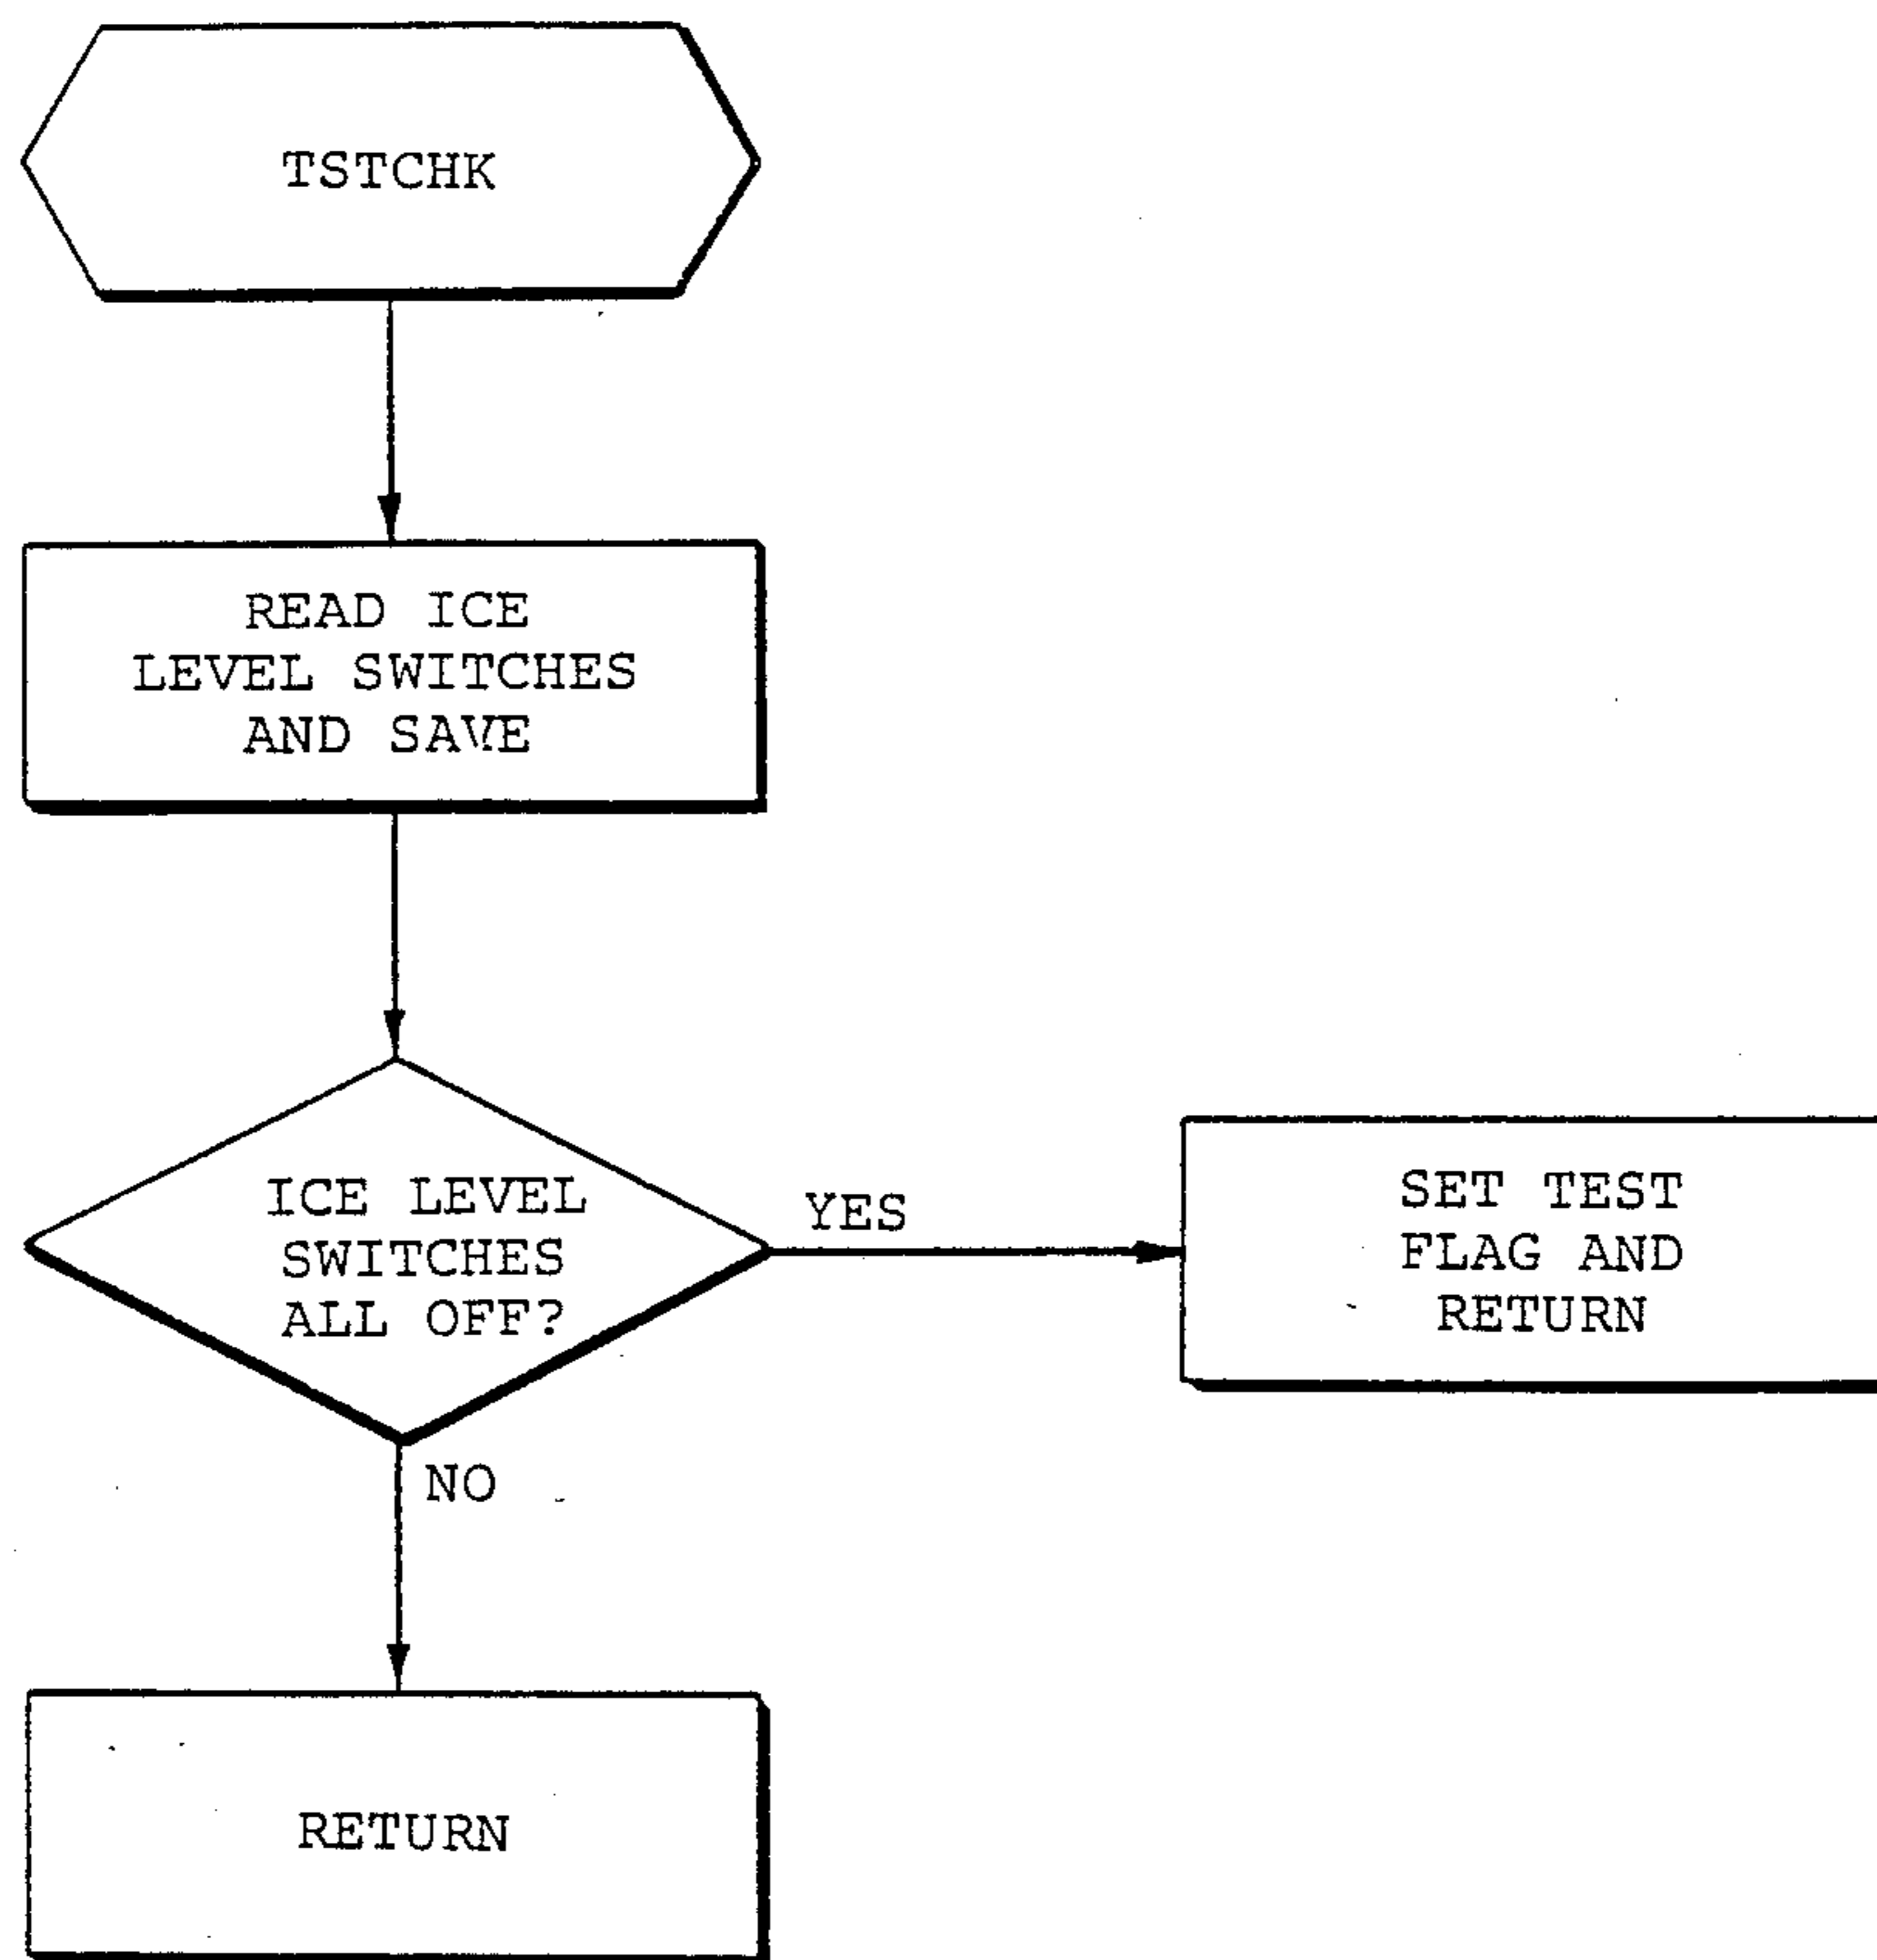 TSTCHK
READ ICE
LEVEL SWITCHES
AND SAVE
ICE LEVEL
SWITCHES
ALL OFF?
YES
SET TEST
FLAG AND
RETURN
NO
RETURN